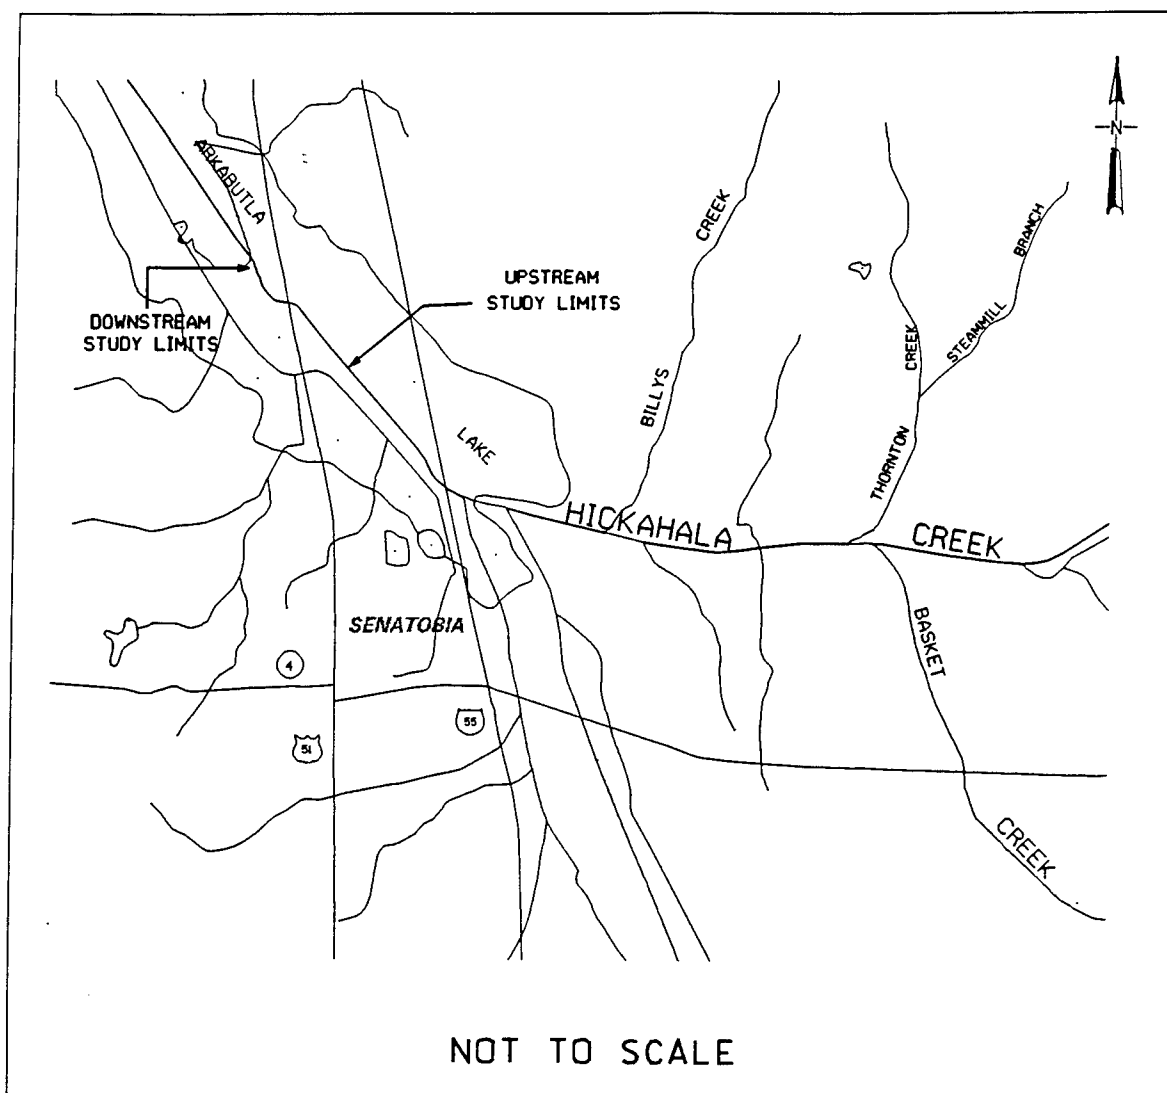 N
ARKABUTLA
CREEK
BRANCH
UPSTREAM
STUDY LIMITS
DOWNSTREAM
STUDY LIMITS
CREEK
STEAMMILL
BILLYS
LAKE
THORNTON
HICKAHALA
CREEK
SENATOBIA
BASKET
4
55
51
CREEK
NOT TO SCALE